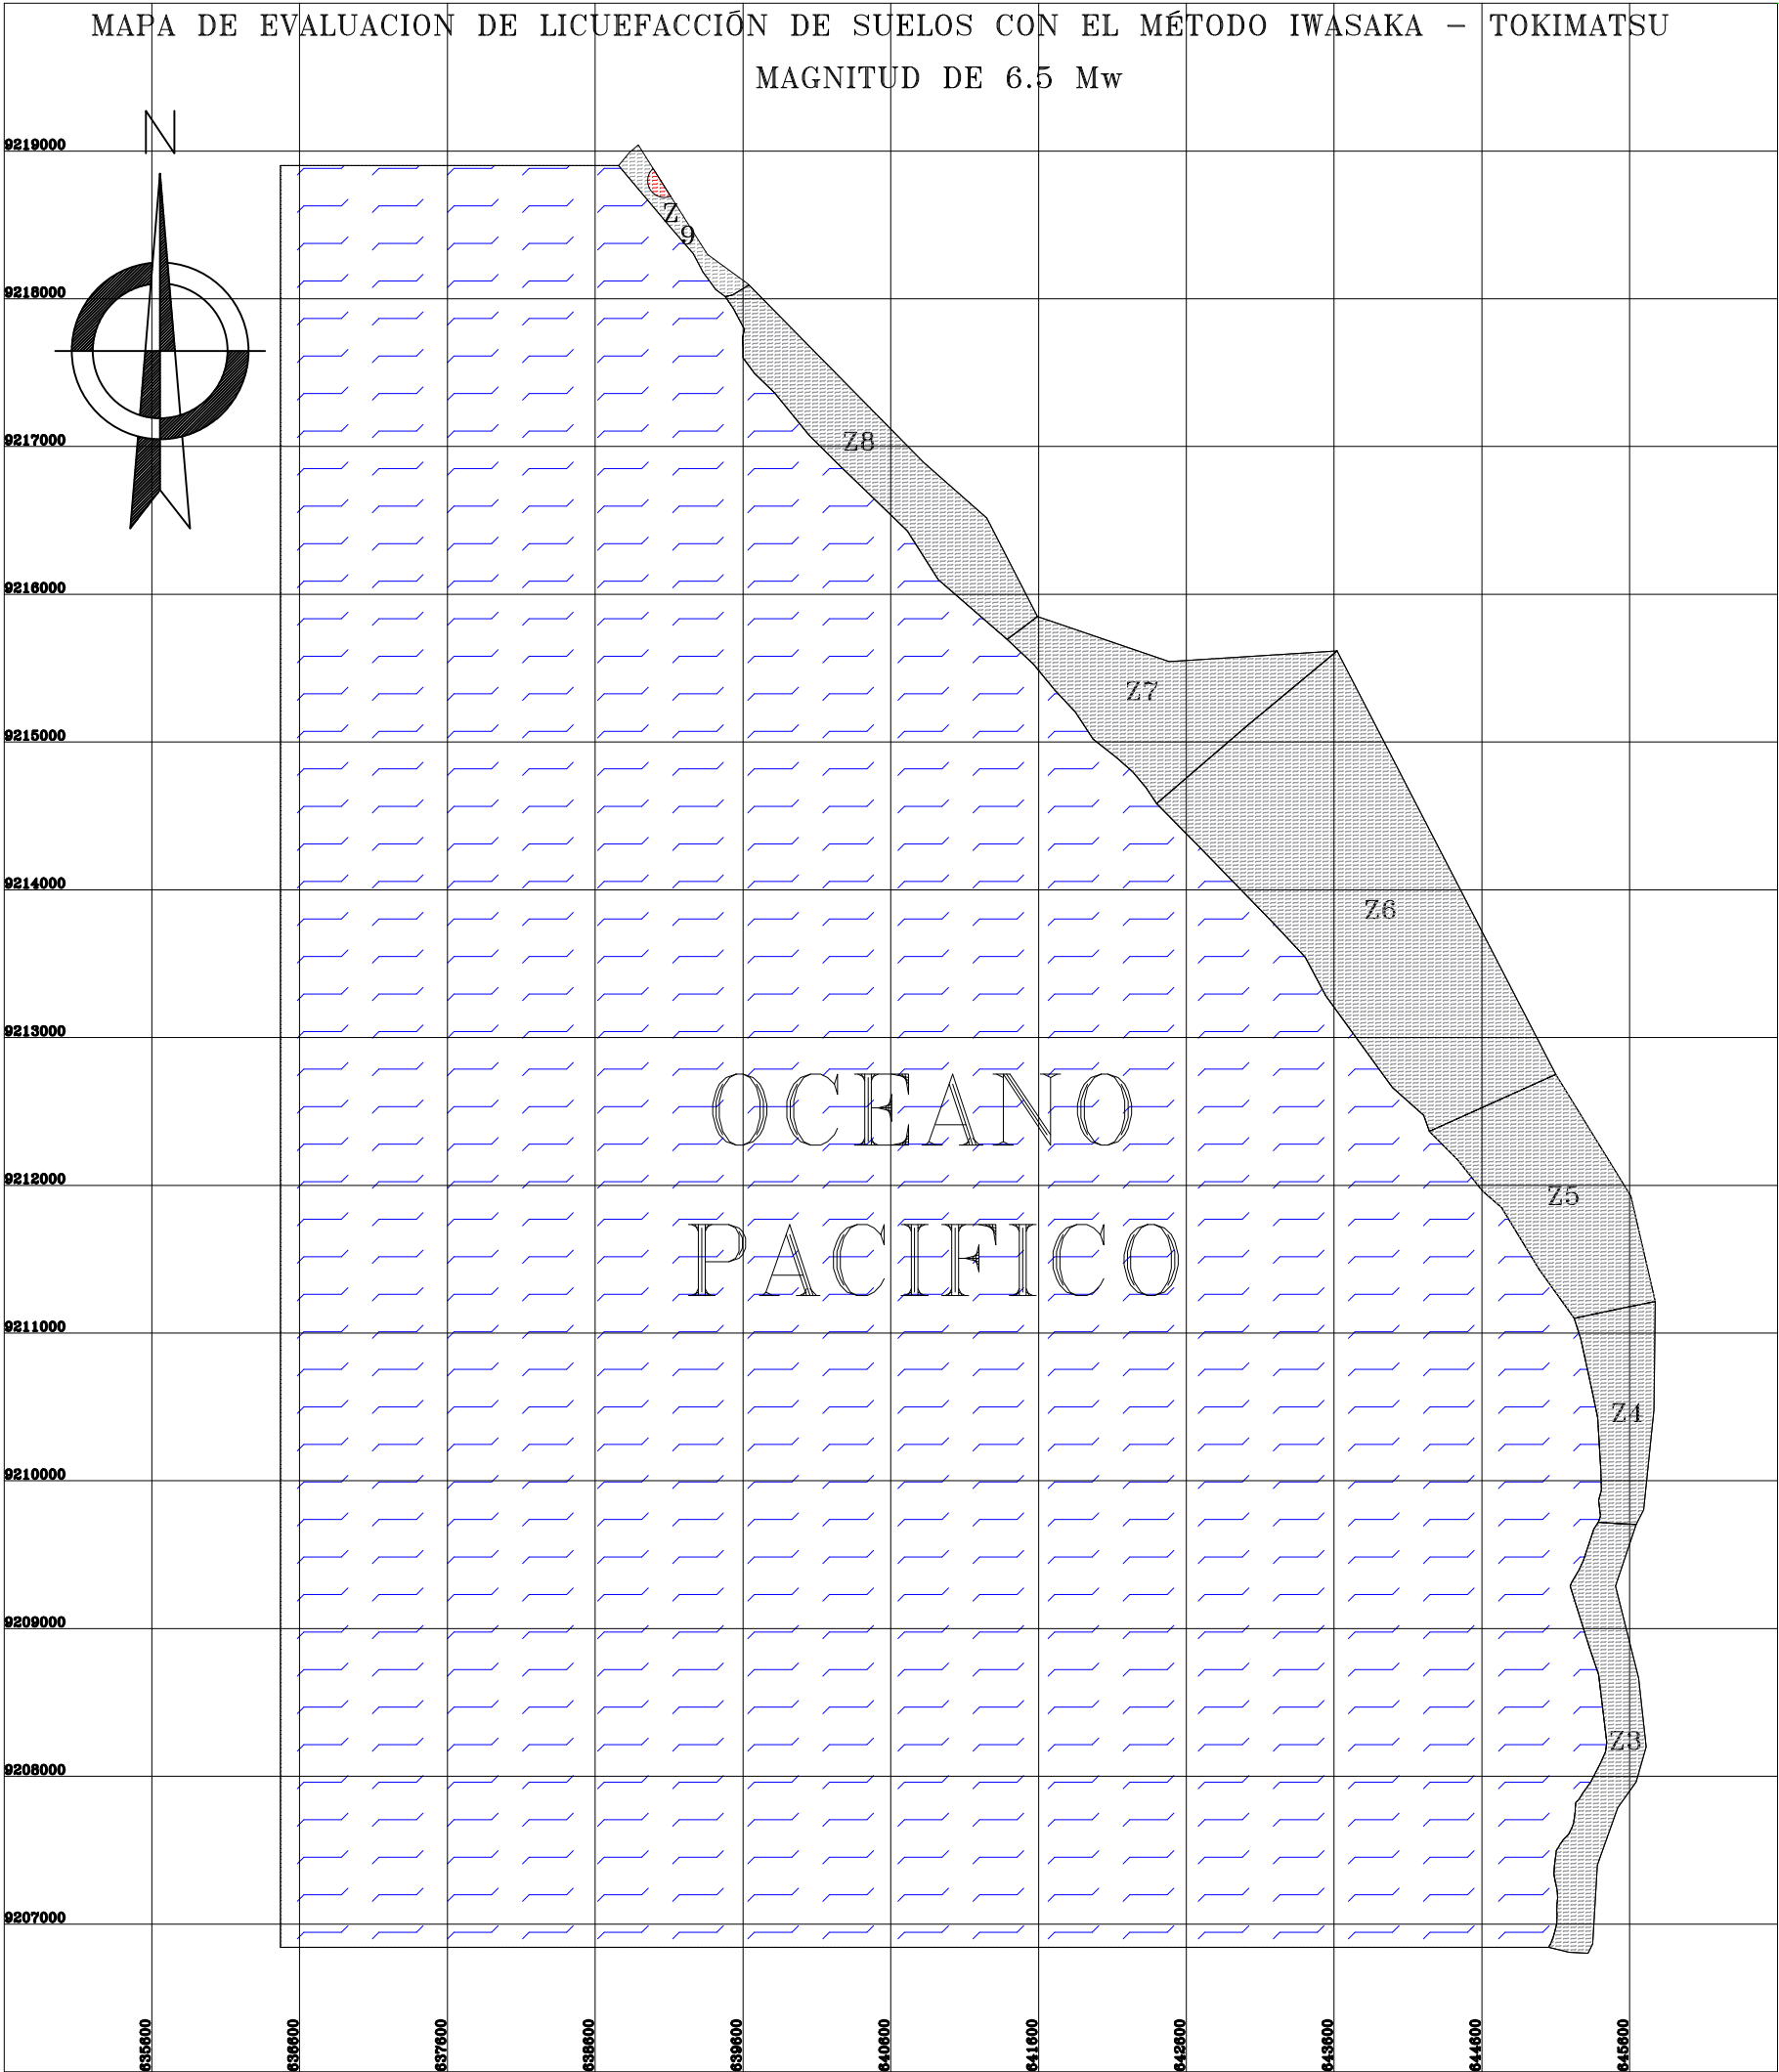 MAPA DE EVALUACION DE LICUEFACCIÓN DE SUELOS CON EL MÉTODO IWASAKA - TOKIMATSU
MAGNITUD DE 6.5 Mw
N
9219000
Z
9
9218000
9217000
Z8
9216000
Z7
9215000
9214000
Z6
9213000
OCEANO
9212000
Z5
PACIFICO
9211000
Z4
9210000
9209000
Z3
9208000
9207000
635600
636600
637600
638600
639600
640600
641600
642600
643600
644600
645600